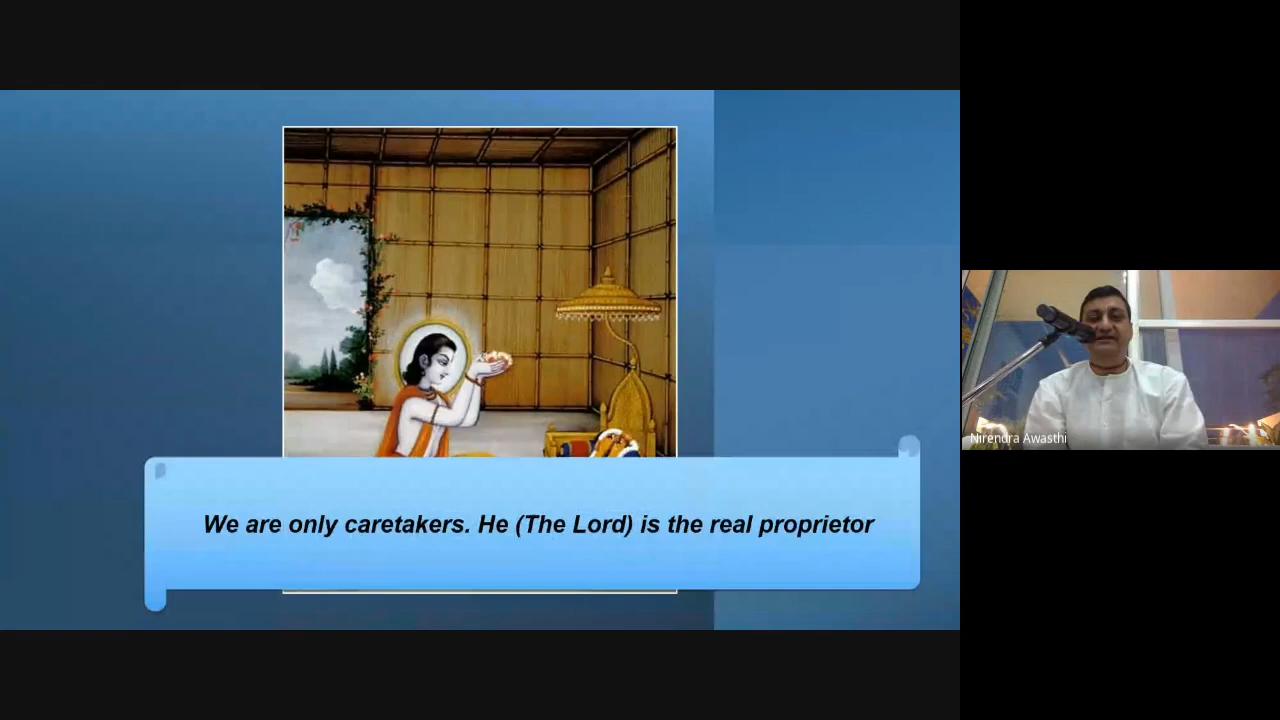 We are only caretakers. He (The Lord) is the real proprietor
Nirendra Awasthi